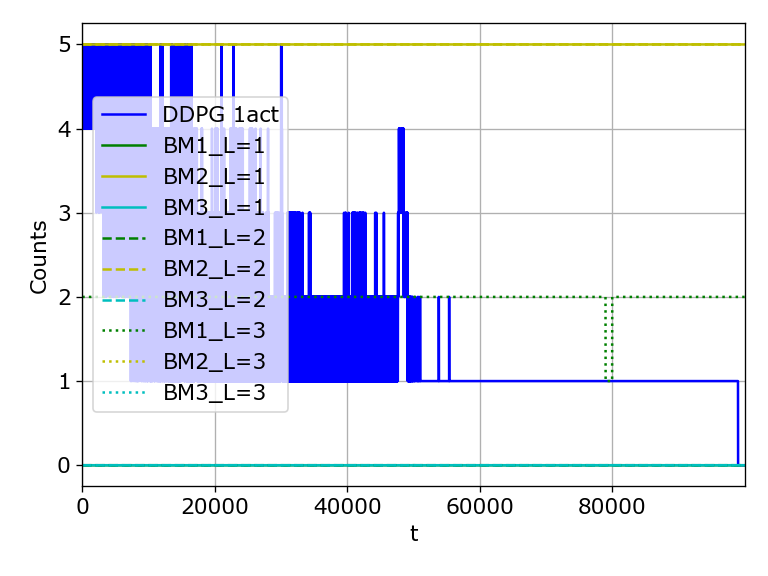 5
4
3
2
1
0
Counts
DDPG 1act
BM1_L=1
BM2_L=1
BM3_L=1
BM1_L=2
BM2_L=2
BM3_L=2
BM1_L=3
BM2_L=3
BM3_L=3
0 20000 40000 60000 80000
t